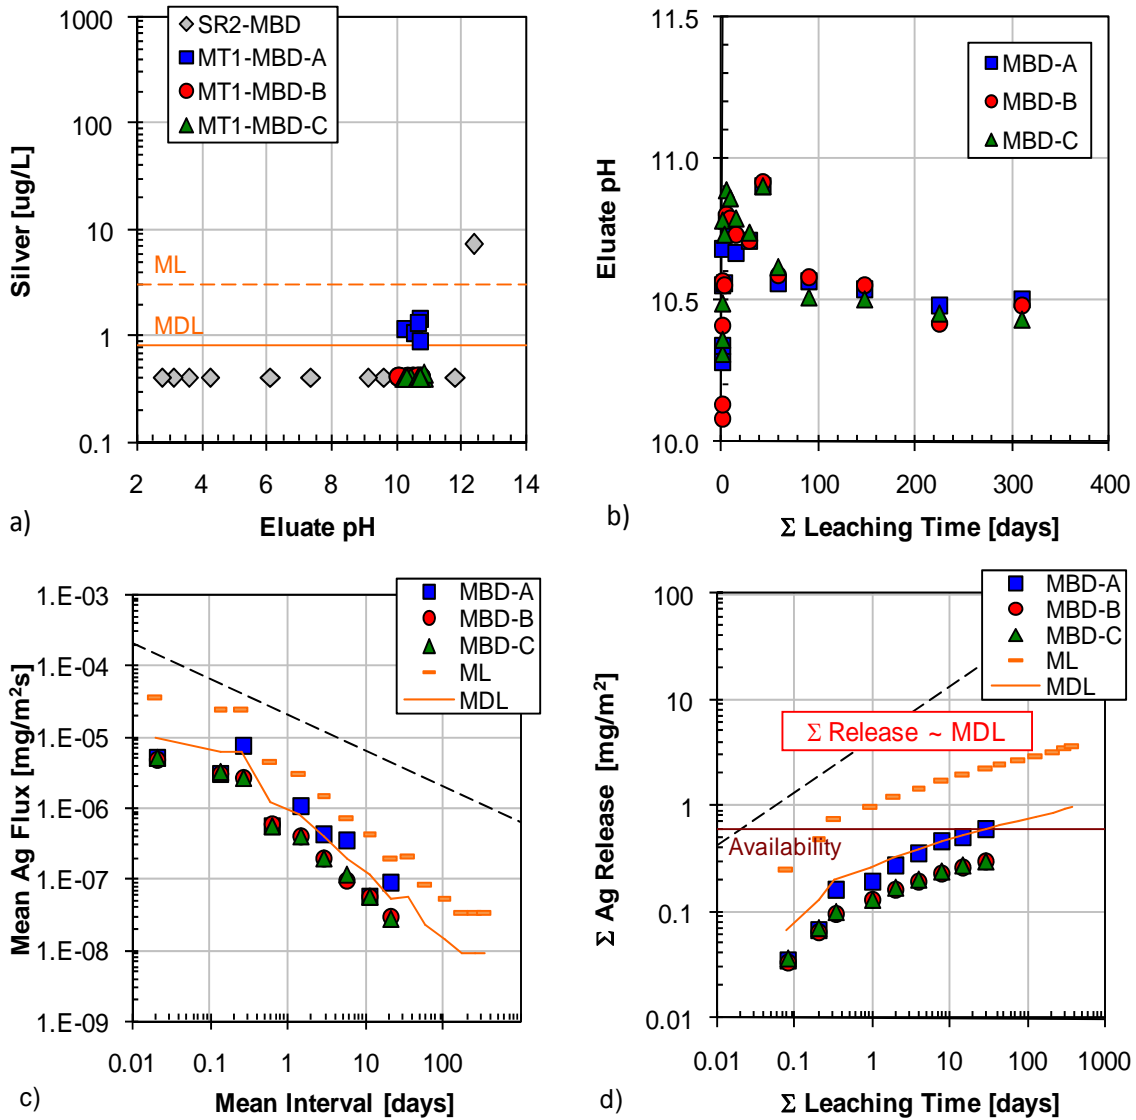 1000
100
10
1
0.1
Silver [ug/L]
SR2-MBD
MT1-MBD-A
MT1-MBD-B
MT1-MBD-C
ML
MDL
2 4 6 8 10 12 14
Eluate pH
a)
11.5
11.0
10.5
10.0
Eluate pH
MBD-A
MBD-B
MBD-C
0 100 200 300 400
Σ Leaching Time [days]
b)
1.E-03
1.E-04
1.E-05
1.E-06
1.E-07
1.E-08
1.E-09
Mean Ag Flux [mg/m²s]
MBD-A
MBD-B
MBD-C
ML
MDL
0.01 0.1 1 10 100
Mean Interval [days]
c)
100
10
1
0.1
0.01
Σ Ag Release [mg/m²]
MBD-A
MBD-B
MBD-C
ML
MDL
Σ Release ~ MDL
Availability
0.01 0.1 1 10 100 1000
Σ Leaching Time [days]
d)